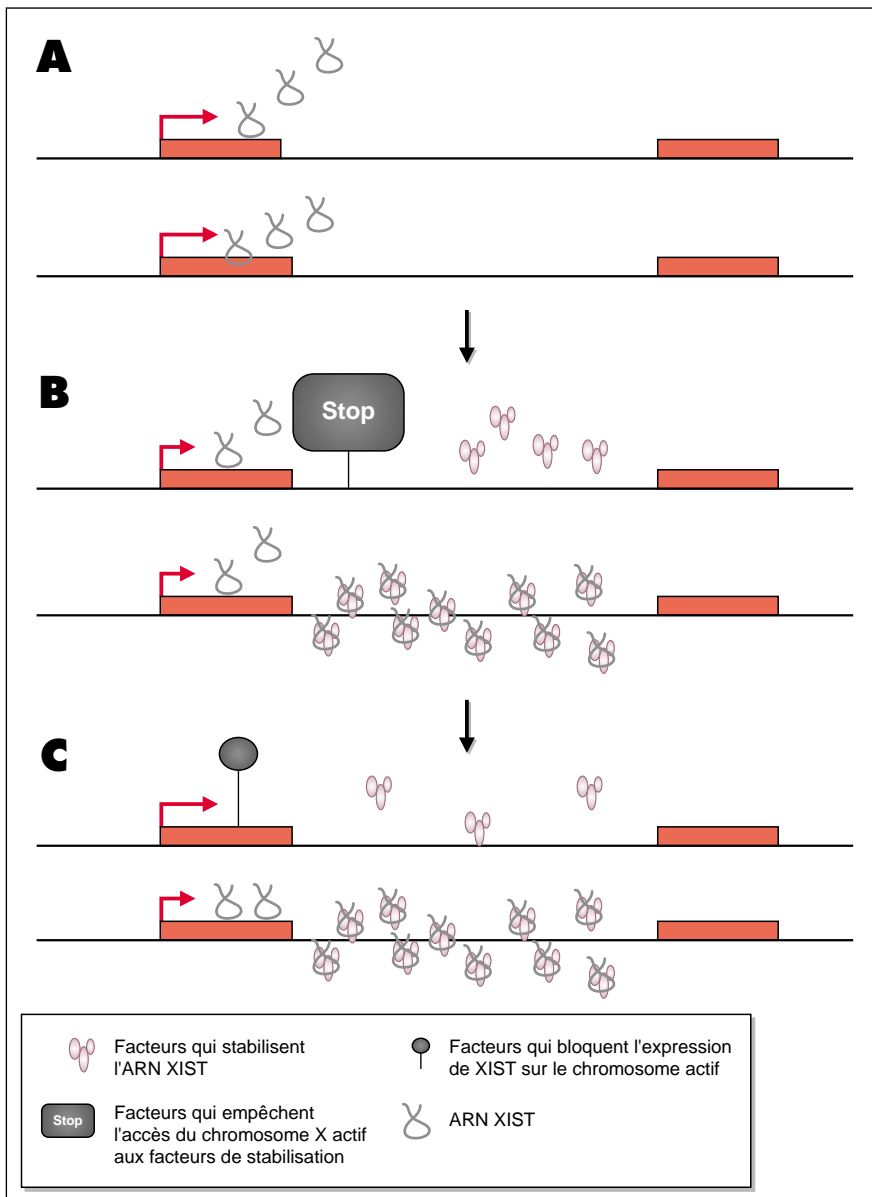 A
B
Stop
C
Facteurs qui stabilisent
l'ARN XIST
Facteurs qui bloquent l'expression
de XIST sur le chromosome actif
Stop
Facteurs qui empêchent
l'accès du chromosome X actif
aux facteurs de stabilisation
ARN XIST